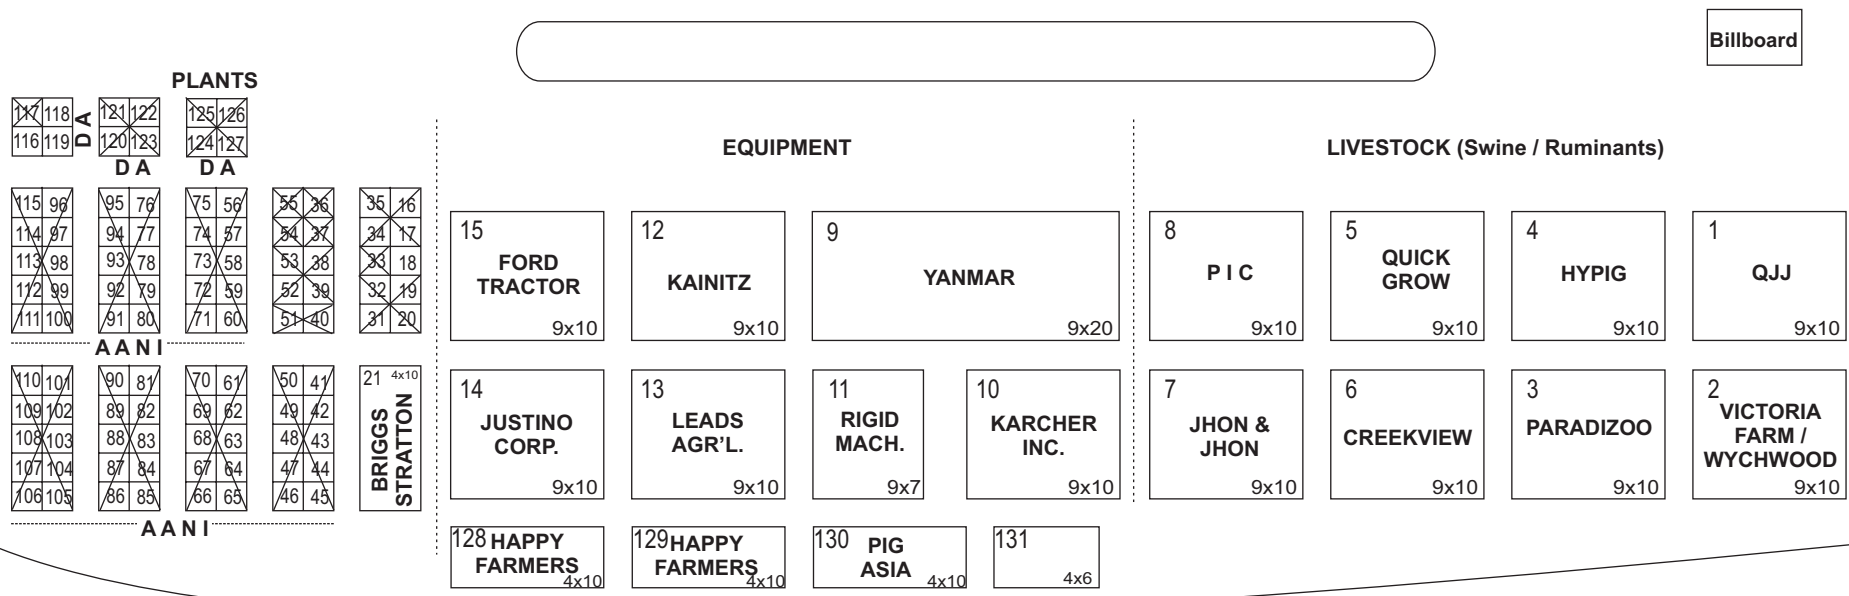 Billboard
PLANTS
117 118
116 119
D A
121 122
120 123
D A
125 126
124 127
D A
115 96
114 97
113 98
112 99
111 100
95 76
94 77
93 78
92 79
91 80
75 56
74 57
73 58
72 59
71 60
55 36
54 37
53 38
52 39
51 40
35 16
34 17
33 18
32 19
31 20
A A N I
110 101
109 102
108 103
107 104
106 105
90 81
89 82
88 83
87 84
86 85
70 61
69 62
68 63
67 64
66 65
50 41
49 42
48 43
47 44
46 45
A A N I
21 4x10
BRIGGS
STRATTON
EQUIPMENT
15
FORD
TRACTOR
9x10
12
KAINITZ
9x10
9
YANMAR
9x20
14
JUSTINO
CORP.
9x10
13
LEADS
AGR'L.
9x10
11
RIGID
MACH.
9x7
10
KARCHER
INC.
9x10
128 HAPPY
FARMERS
4x10
129 HAPPY
FARMERS
4x10
130 PIG
ASIA
4x10
131
4x6
LIVESTOCK (Swine / Ruminants)
8
P I C
9x10
5
QUICK
GROW
9x10
4
HYPIG
9x10
1
QJJ
9x10
7
JHON &
JHON
9x10
6
CREEKVIEW
9x10
3
PARADIZOO
9x10
2
VICTORIA
FARM /
WYCHWOOD
9x10